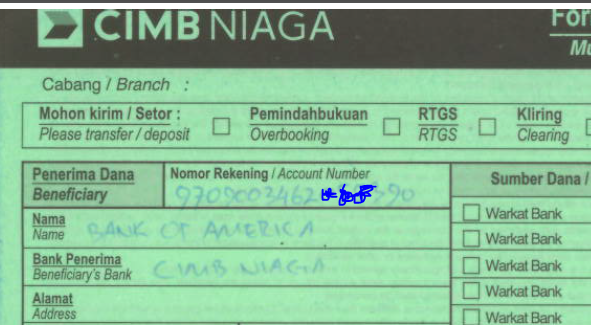 CIMB NIAGA
Cabang / Branch :
Mohon kirim / Setor :
Please transfer / deposit
Pemindahbukuan
Overbooking
RTGS
RTGS
Kliring
Clearing
Penerima Dana
Beneficiary
Nomor Rekening / Account Number
Sumber Dana /
Nama
Name
BANK OF AMERICA
Warkat Bank
Warkat Bank
Bank Penerima
Beneficiary's Bank
CIMB NIAGA
Warkat Bank
Alamat
Address
Warkat Bank
Warkat Bank